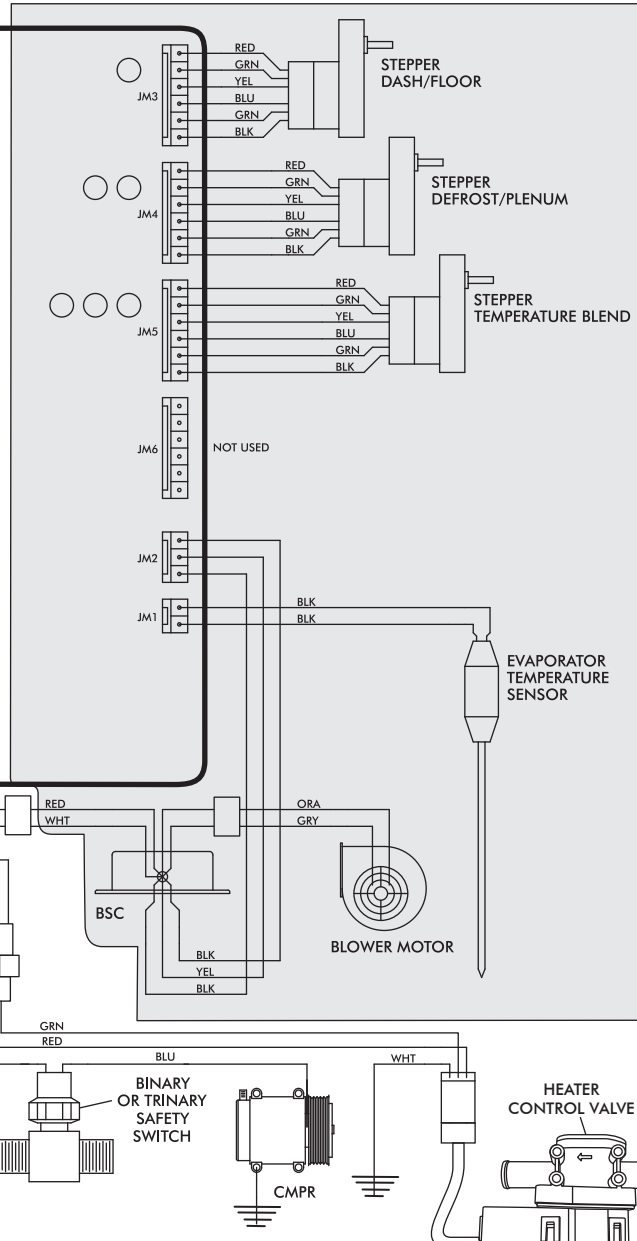 RED
GRN
YEL
BLU
GRN
BLK
JM3
STEPPER
DASH/FLOOR
RED
GRN
YEL
BLU
GRN
BLK
JM4
STEPPER
DEFROST/PLENUM
RED
GRN
YEL
BLU
GRN
BLK
JM5
STEPPER
TEMPERATURE BLEND
JM6
NOT USED
JM2
JM1
BLK
BLK
EVAPORATOR
TEMPERATURE
SENSOR
RED
WHT
ORA
GRY
BSC
BLOWER MOTOR
BLK
YEL
BLK
GRN
RED
BLU
WHT
BINARY
OR TRINARY
SAFETY
SWITCH
CMPR
HEATER
CONTROL VALVE